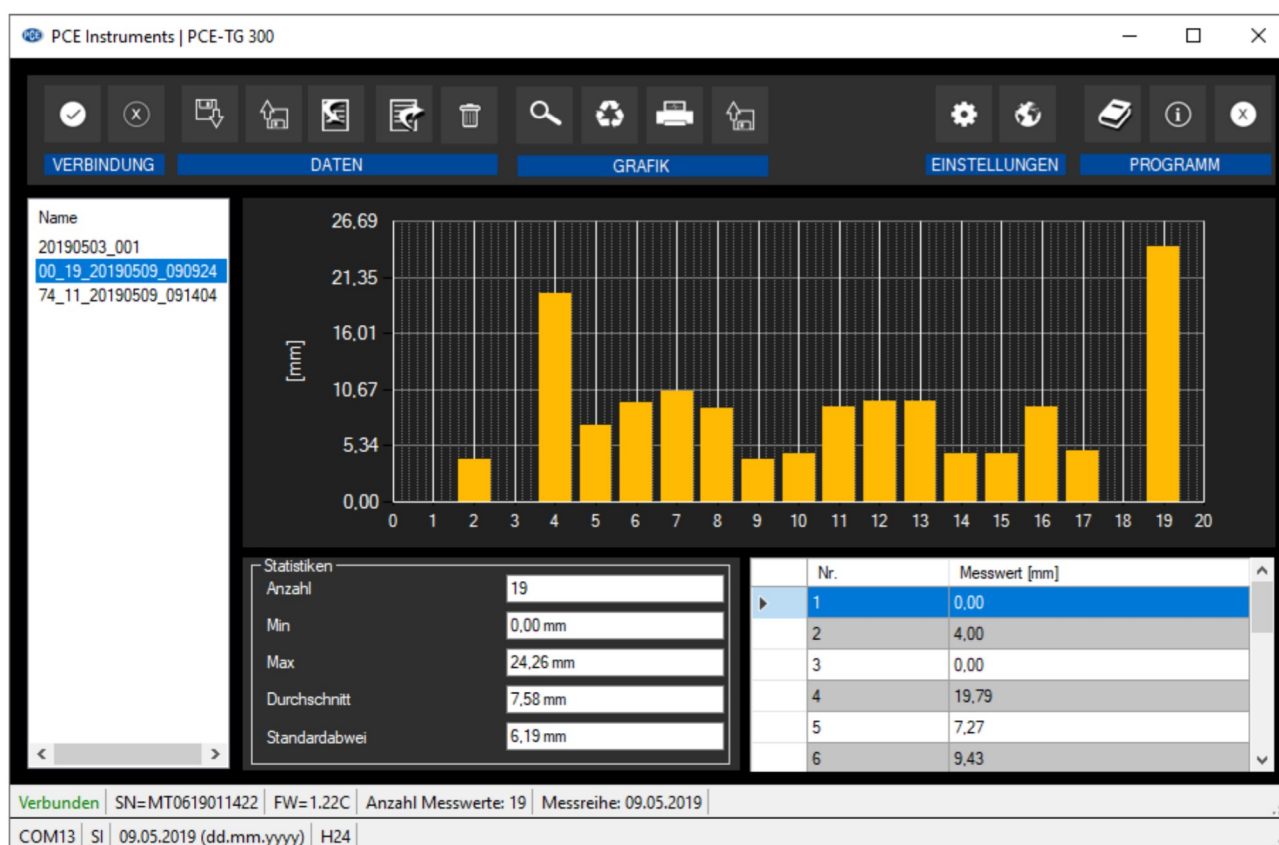 PCE Instruments | PCE-TG 300
VERBINDUNG DATEN GRAFIK EINSTELLUNGEN PROGRAMM
Name
20190503_001
00_19_20190509_090924
74_11_20190509_091404
[mm]
26,69
21,35
16,01
10,67
5,34
0,00
0 1 2 3 4 5 6 7 8 9 10 11 12 13 14 15 16 17 18 19 20
Statistiken
Anzahl 19
Min 0,00 mm
Max 24,26 mm
Durchschnitt 7,58 mm
Standardabwei 6,19 mm
Nr. Messwert [mm]
1 0,00
2 4,00
3 0,00
4 19,79
5 7,27
6 9,43
Verbunden SN=MT0619011422 FW=1.22C Anzahl Messwerte: 19 Messreihe: 09.05.2019
COM13 SI 09.05.2019 (dd.mm.yyyy) H24